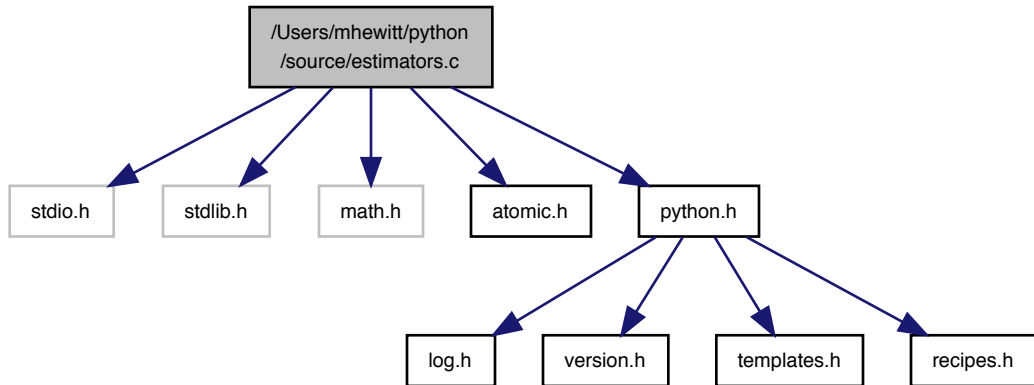 /Users/mhewitt/python
/source/estimators.c
stdio.h
stdlib.h
math.h
atomic.h
python.h
log.h
version.h
templates.h
recipes.h